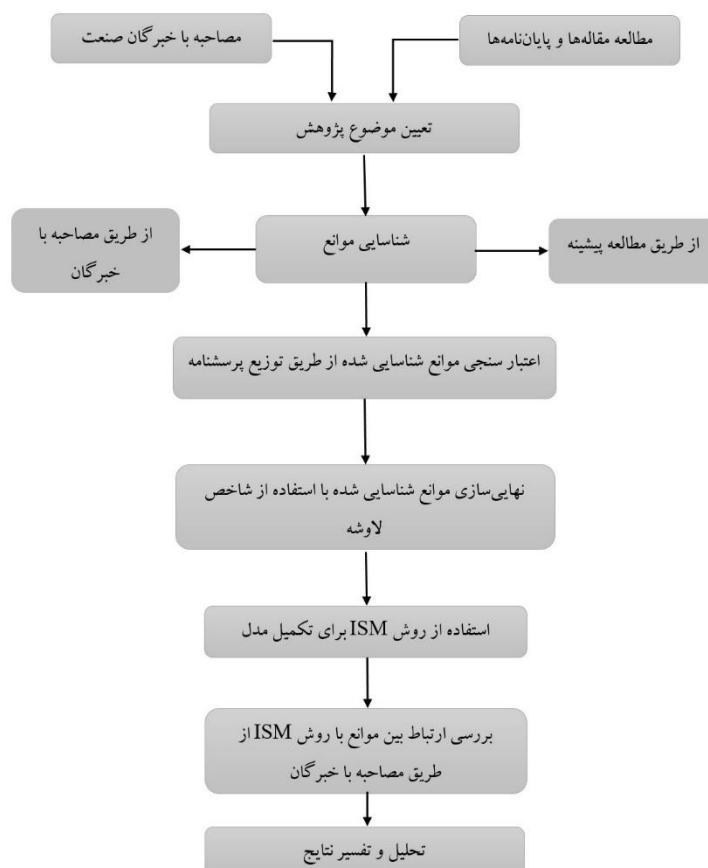 مصاحبه با خبرگان صنعت
مطالعه مقاله‌ها و پایان‌نامه‌ها
تعیین موضوع پژوهش
از طریق مصاحبه با
خبرگان
شناسایی موانع
از طریق مطالعه پیشینه
اعتبار سنجی موانع شناسایی شده از طریق توزیع پرسشنامه
نهایی‌سازی موانع شناسایی شده با استفاده از شاخص
لاوشه
استفاده از روش ISM برای تکمیل مدل
بررسی ارتباط بین موانع با روش ISM از
طریق مصاحبه با خبرگان
تحلیل و تفسیر نتایج